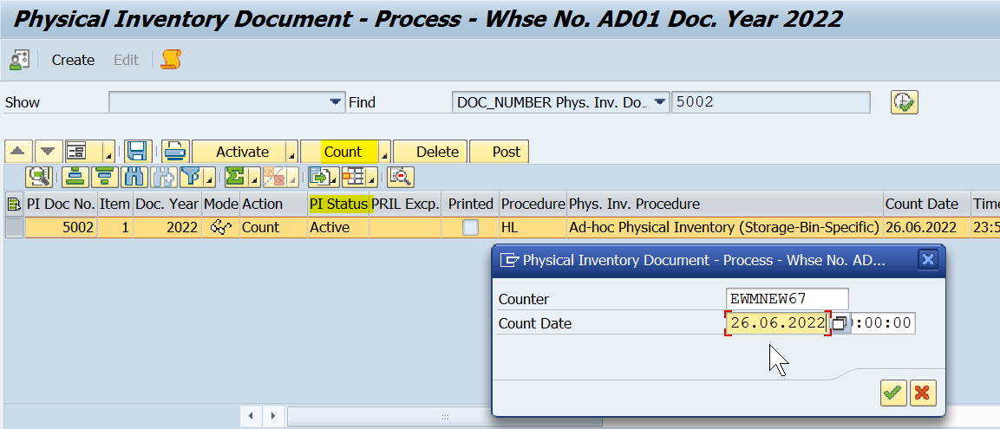 Physical Inventory Document - Process - Whse No. AD01 Doc. Year 2022
Create Edit
Show Find DOC_NUMBER Phys. Inv. Do... 5002
Activate Count Delete Post
PI Doc No. Item Doc. Year Mode Action PI Status PRIL Excp. Printed Procedure Phys. Inv. Procedure Count Date Time
5002 1 2022 Count Active HL Ad-hoc Physical Inventory (Storage-Bin-Specific) 26.06.2022 23:5
Physical Inventory Document - Process - Whse No. AD...
Counter EWMNEW67
Count Date 26.06.2022 :00:00